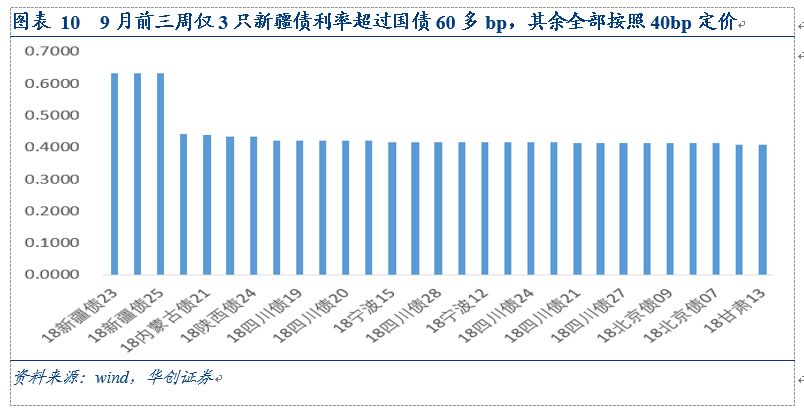 图表 10 9 月前三周仅 3 只新疆债利率超过国债 60 多 bp，其余全部按照 40bp 定价
0.7000
0.6000
0.5000
0.4000
0.3000
0.2000
0.1000
0.0000
18新疆债23
18新疆债25
18内蒙古债21
18陕西债24
18四川债19
18四川债20
18宁波15
18四川债28
18宁波12
18四川债24
18四川债21
18四川债27
18北京债09
18北京债07
18甘肃13
资料来源：wind，华创证券